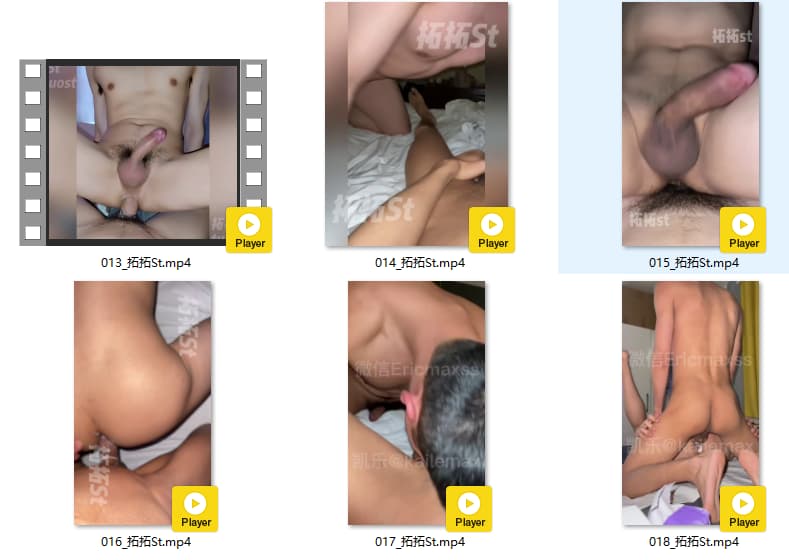 拓拓St
uost
Player
013_拓拓St.mp4
拓拓St
拓拓St
Player
014_拓拓St.mp4
拓拓st
拓拓St
Player
015_拓拓St.mp4
拓拓St
拓拓St
Player
016_拓拓St.mp4
微信Ericmaxss
凯乐@kailemax
Player
017_拓拓St.mp4
微信Ericmaxss
凯乐@kailemax
Player
018_拓拓St.mp4